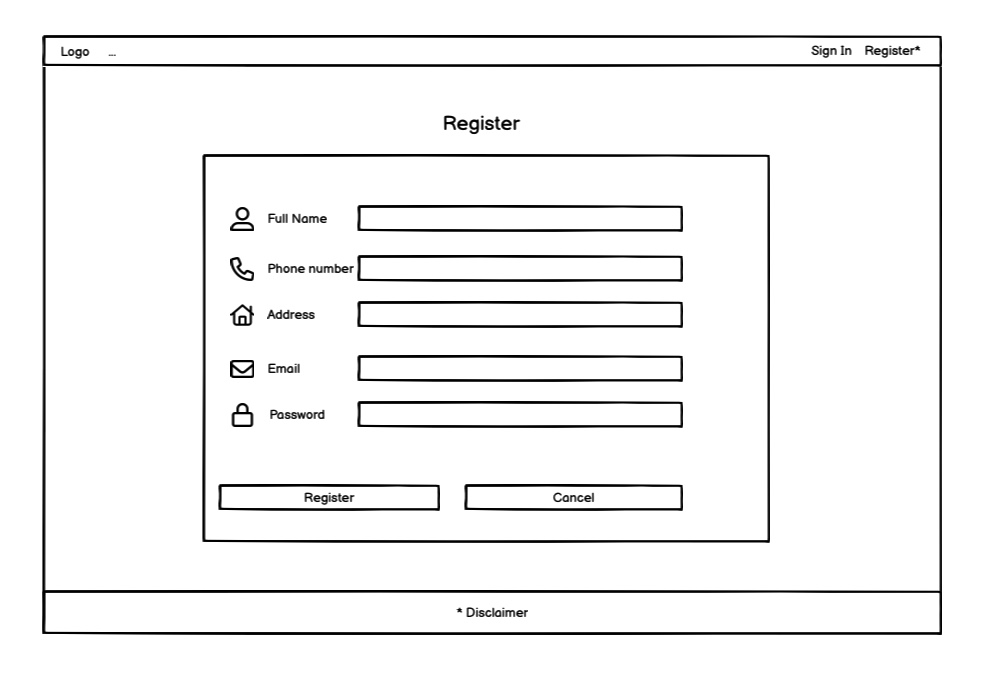 Logo ... Sign In Register*
Register
Full Name
Phone number
Address
Email
Password
Register Cancel
* Disclaimer